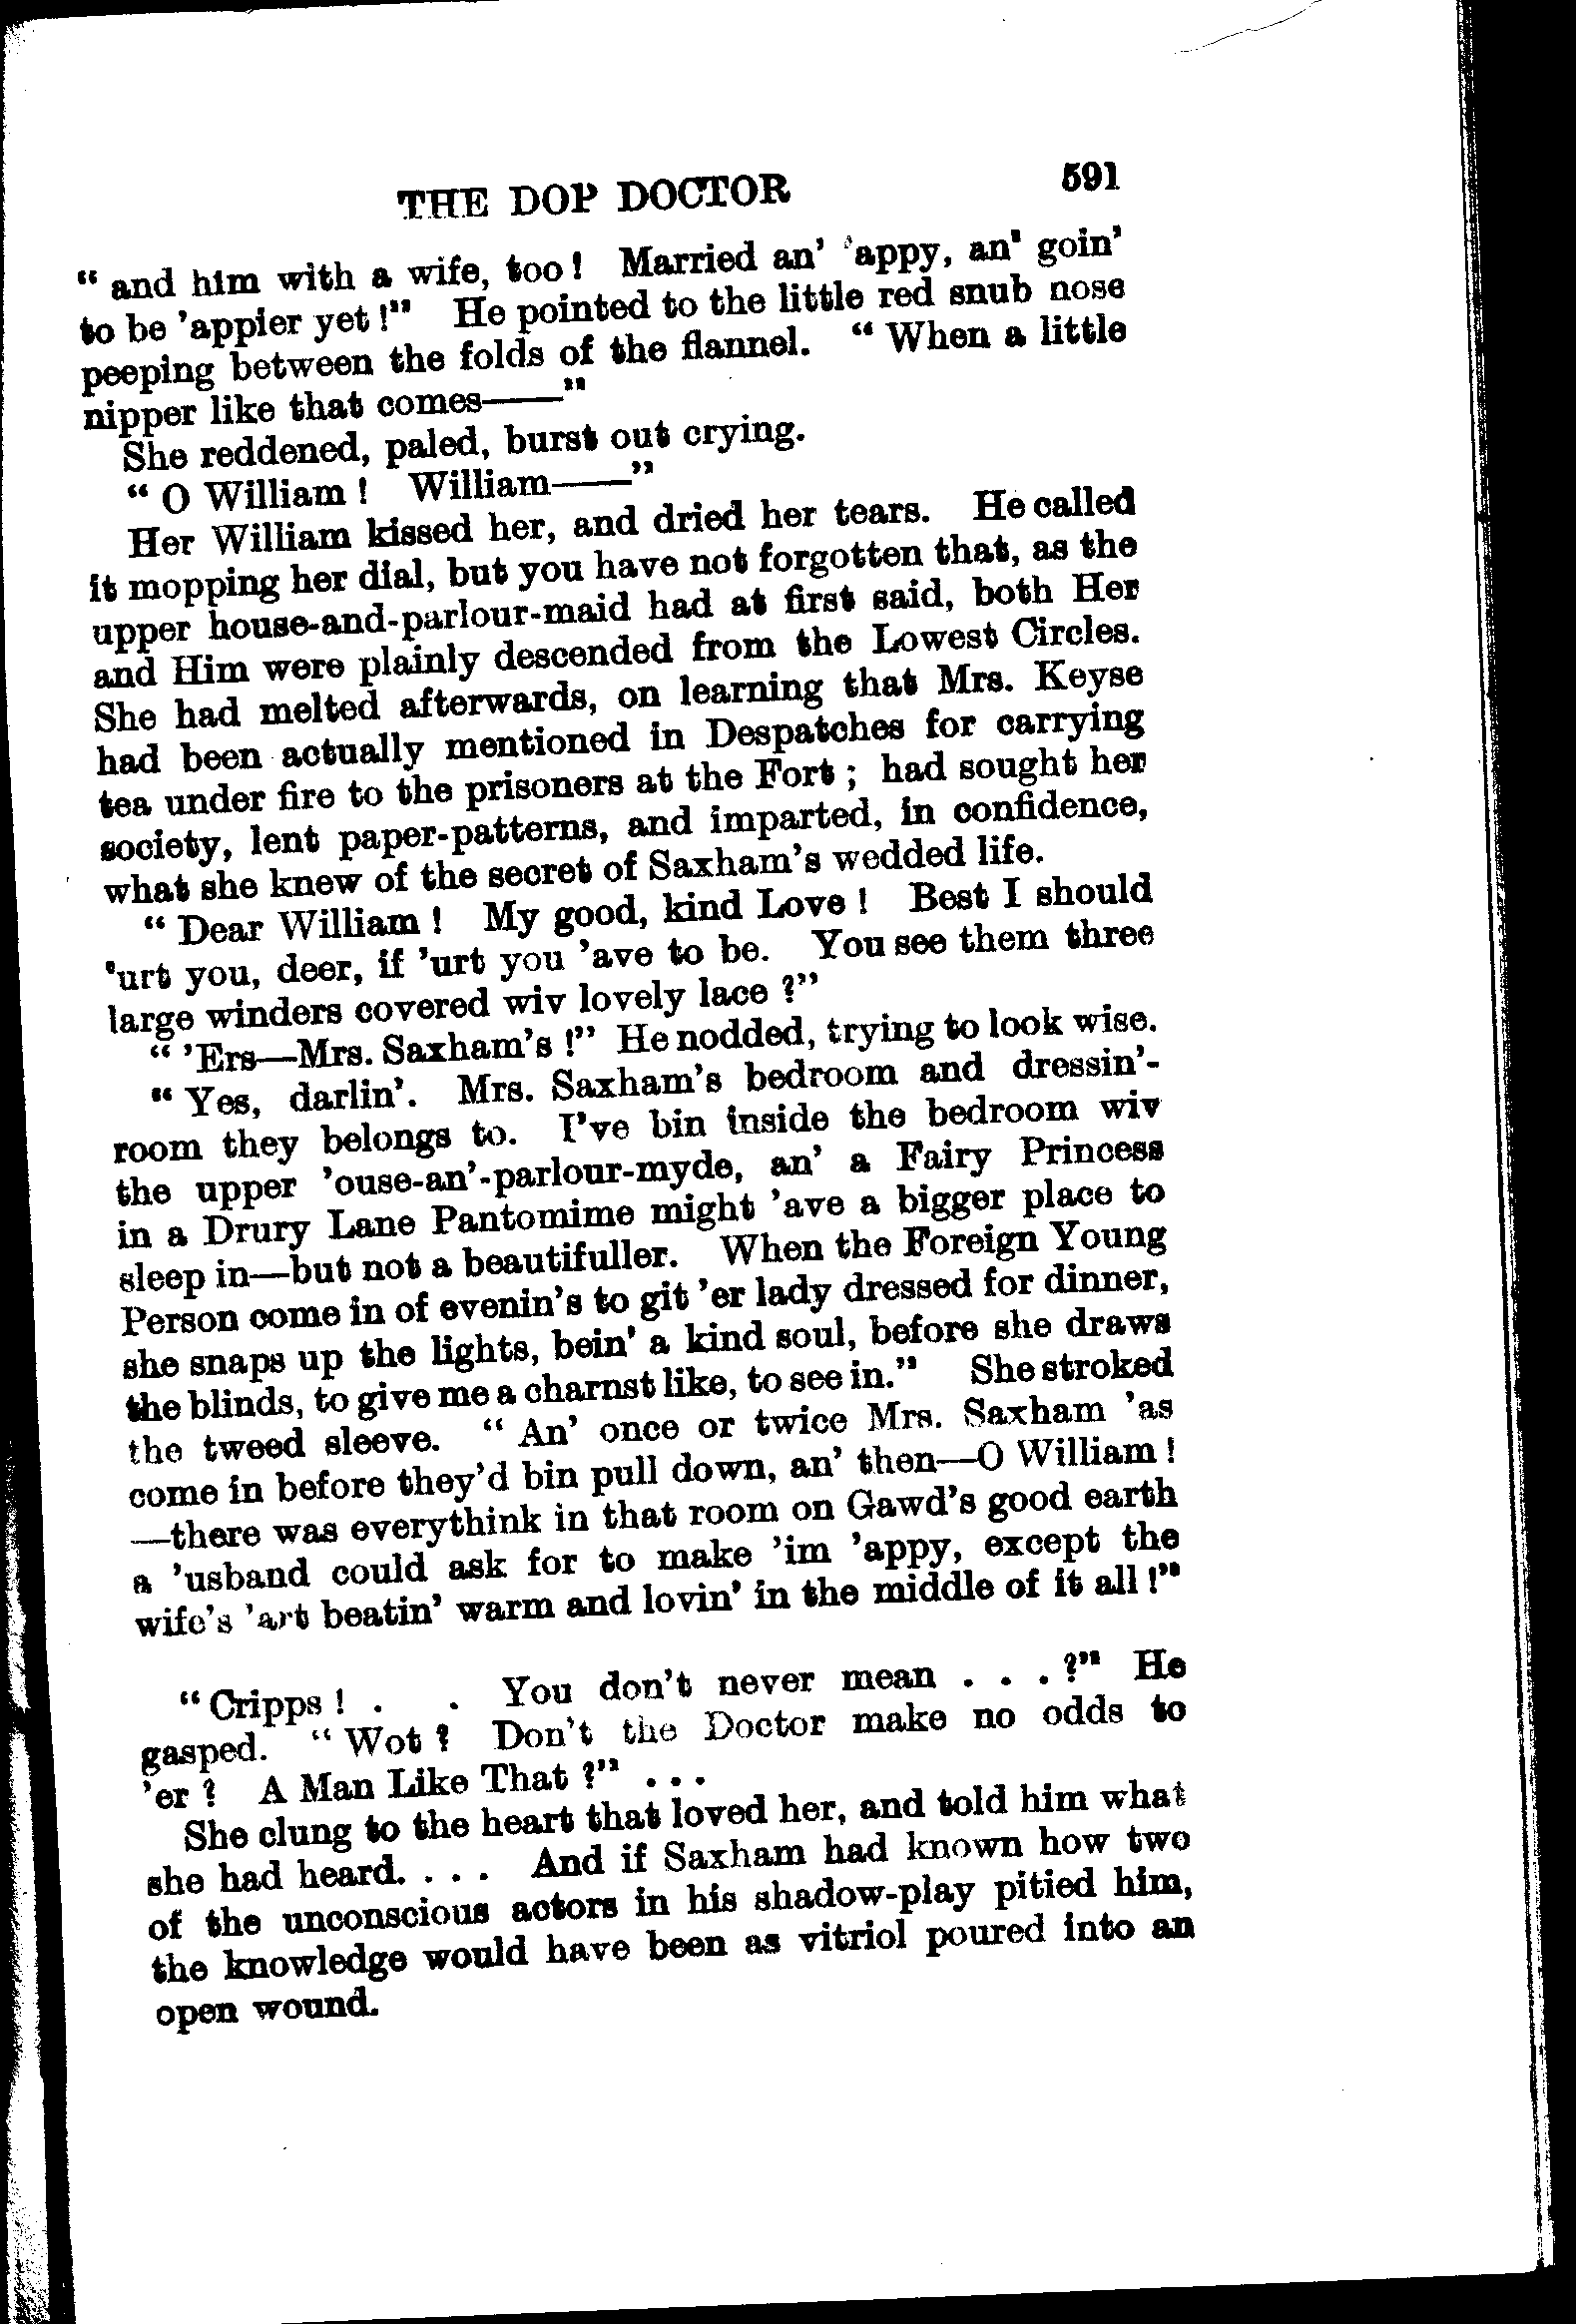 THE DOP DOCTOR 591
“ and him with a wife, too ! Married an’ ’appy, an’ goin’
to be ’appier yet !” He pointed to the little red snub nose
peeping between the folds of the flannel. “ When a little
nipper like that comes——”
She reddened, paled, burst out crying.
“ O William ! William——”
Her William kissed her, and dried her tears. He called
it mopping her dial, but you have not forgotten that, as the
upper house-and-parlour-maid had at first said, both Her
and Him were plainly descended from the Lowest Circles.
She had melted afterwards, on learning that Mrs. Keyse
had been actually mentioned in Despatches for carrying
tea under fire to the prisoners at the Fort ; had sought her
society, lent paper-patterns, and imparted, in confidence,
what she knew of the secret of Saxham’s wedded life.
“ Dear William ! My good, kind Love ! Best I should
’urt you, deer, if ’urt you ’ave to be. You see them three
large winders covered wiv lovely lace ?”
“ ’Ers—Mrs. Saxham’s !” He nodded, trying to look wise.
“ Yes, darlin’. Mrs. Saxham’s bedroom and dressin’-
room they belongs to. I’ve bin inside the bedroom wiv
the upper ’ouse-an’-parlour-myde, an’ a Fairy Princess
in a Drury Lane Pantomime might ’ave a bigger place to
sleep in—but not a beautifuller. When the Foreign Young
Person come in of evenin’s to git ’er lady dressed for dinner,
she snaps up the lights, bein’ a kind soul, before she draws
the blinds, to give me a charnst like, to see in.” She stroked
the tweed sleeve. “ An’ once or twice Mrs. Saxham ’as
come in before they’d bin pull down, an’ then—O William !
—there was everythink in that room on Gawd’s good earth
a ’usband could ask for to make ’im ’appy, except the
wife’s ’art beatin’ warm and lovin’ in the middle of it all !”
“ Cripps ! . . You don’t never mean . . . ?” He
gasped. “ Wot ? Don’t the Doctor make no odds to
’er ? A Man Like That ?” . . .
She clung to the heart that loved her, and told him what
she had heard. . . . And if Saxham had known how two
of the unconscious actors in his shadow-play pitied him,
the knowledge would have been as vitriol poured into an
open wound.